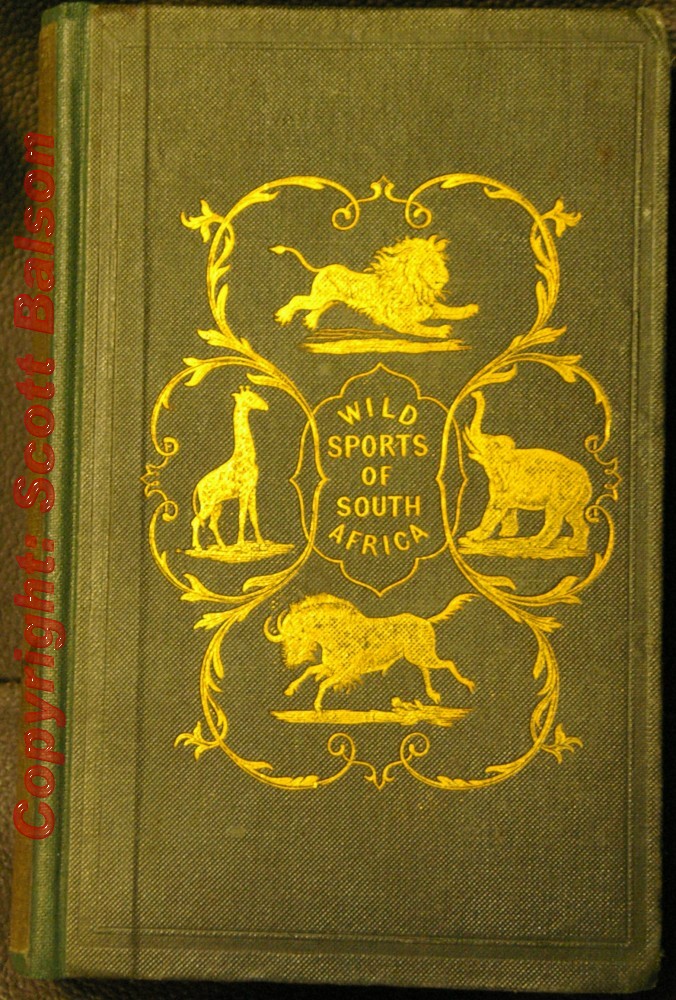 WILD
SPORTS
OF
SOUTH
AFRICA
Copyright: Scott Balson